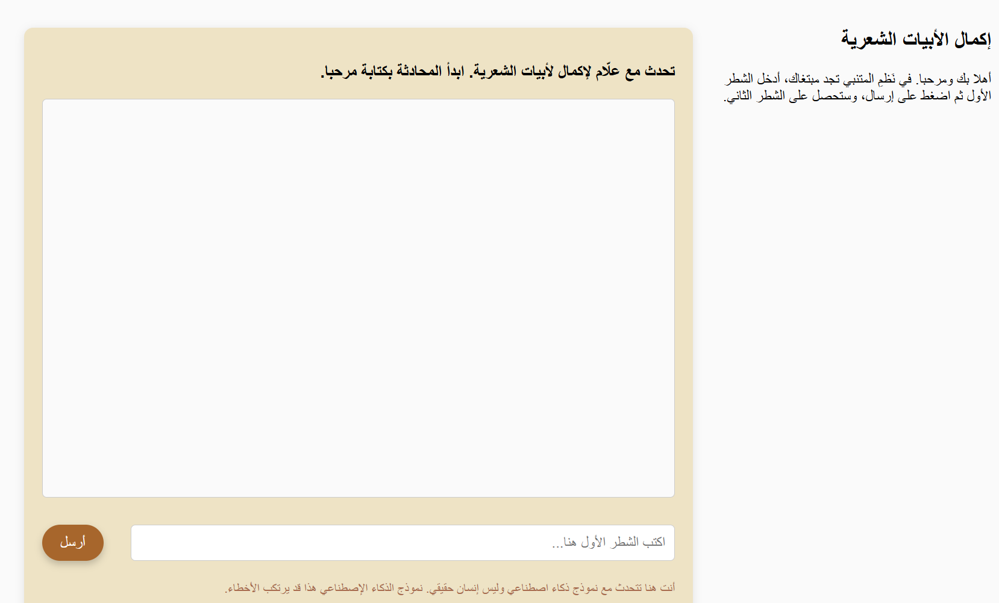 إكمال الأبيات الشعرية
أهلا بك ومرحبا. في نَظمِ المتنبي تجد مبتغاك، أدخل الشطر
الأول ثم اضغط على إرسال، وستحصل على الشطر الثاني.
تحدث مع علّام لإكمال لأبيات الشعرية. ابدأ المحادثة بكتابة مرحبا.
اكتب الشطر الأول هنا...
أرسل
أنت هنا تتحدث مع نموذج ذكاء اصطناعي وليس إنسان حقيقي. نموذج الذكاء الإصطناعي هذا قد يرتكب الأخطاء.